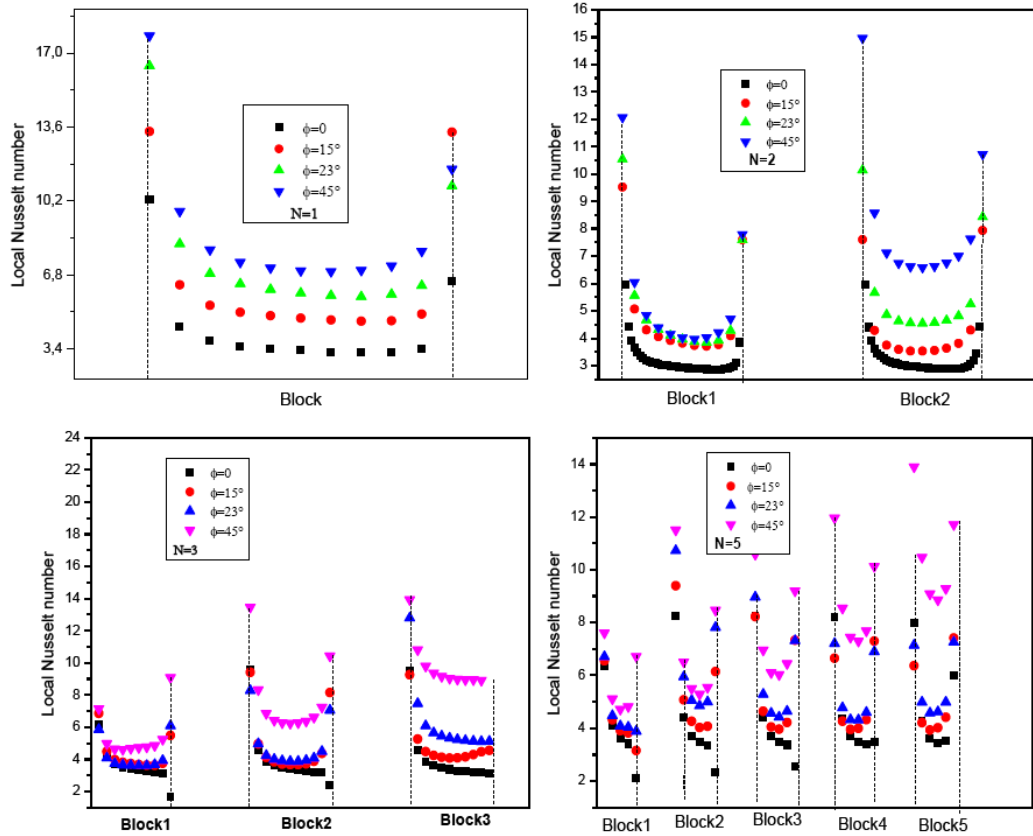 Local Nusselt number
17,0
13,6
10,2
6,8
3,4
ϕ=0
ϕ=15°
ϕ=23°
ϕ=45°
N=1
Block
Local Nusselt number
16
15
14
13
12
11
10
9
8
7
6
5
4
3
ϕ=0
ϕ=15°
ϕ=23°
ϕ=45°
N=2
Block1 Block2
Local Nusselt number
24
22
20
18
16
14
12
10
8
6
4
2
ϕ=0
ϕ=15°
ϕ=23°
ϕ=45°
N=3
Block1 Block2 Block3
Local Nusselt number
14
12
10
8
6
4
2
ϕ=0
ϕ=15°
ϕ=23°
ϕ=45°
N=5
Block1 Block2 Block3 Block4 Block5